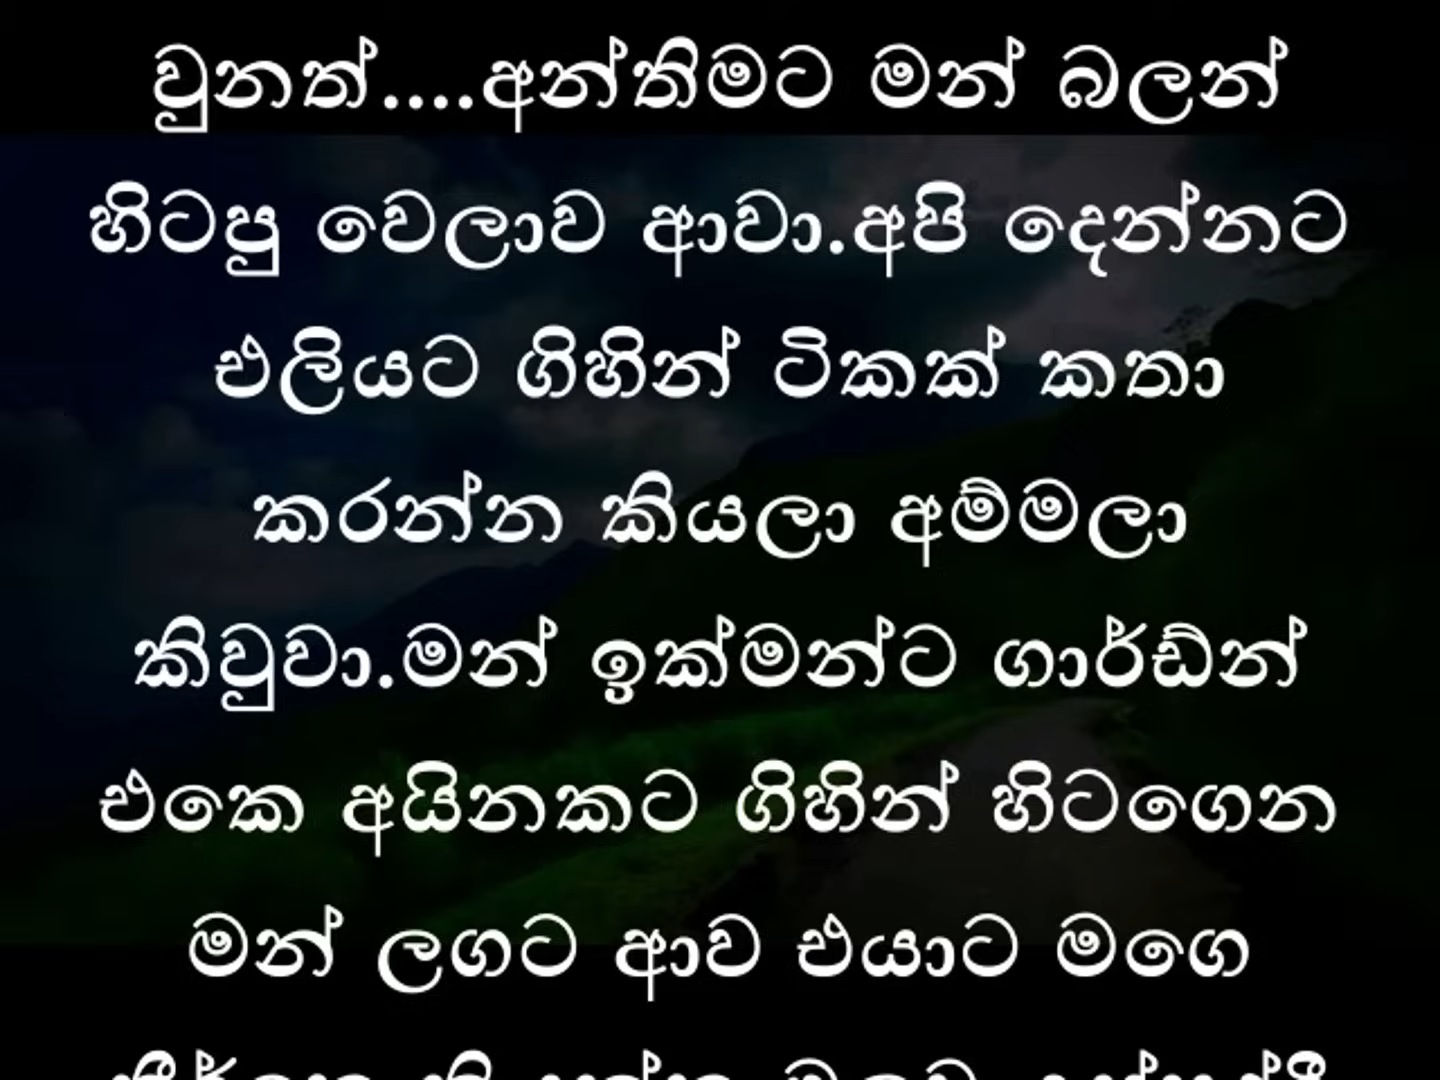 වුනත්....අන්තිමට මන් බලන්
හිටපු වෙලාව ආවා.අපි දෙන්නට
එලියට ගිහින් ටිකක් කතා
කරන්න කියලා අම්මලා
කිවුවා.මන් ඉක්මන්ට ගාර්ඩ්න්
එකෙ අයිනකට ගිහින් හිටගෙන
මන් ලගට ආව එයාට මගෙ